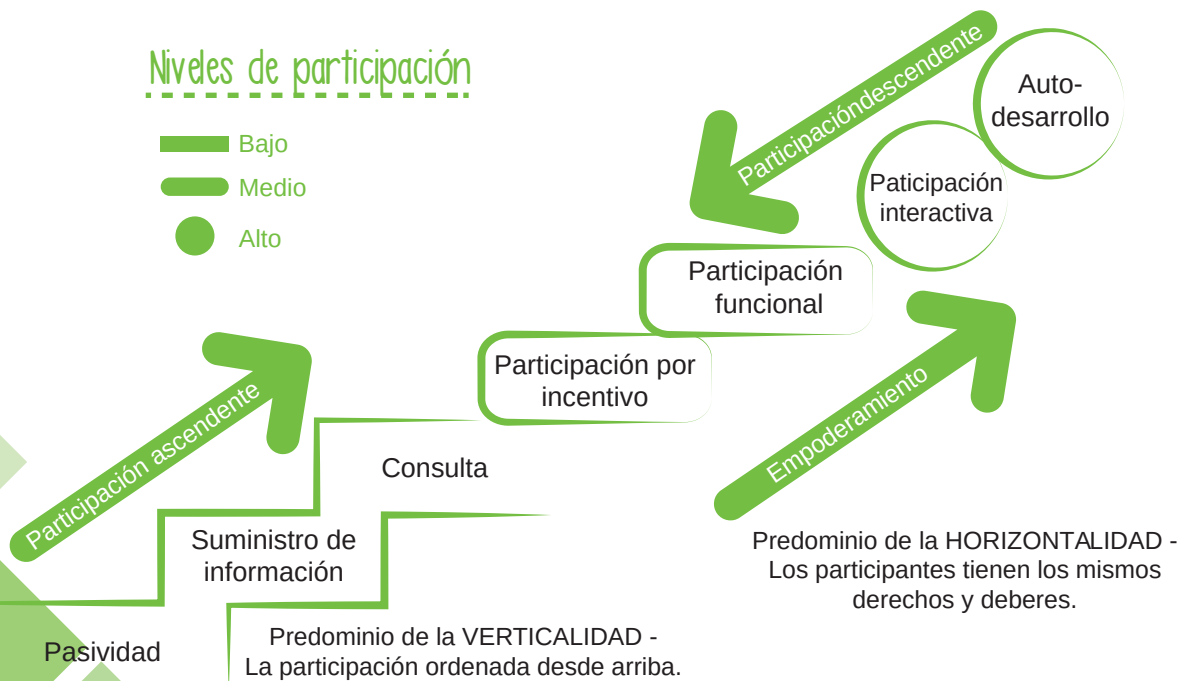 Niveles de participación
Bajo
Medio
Alto
Participación ascendente
Pasividad
Suministro de
información
Consulta
Predominio de la VERTICALIDAD -
La participación ordenada desde arriba.
Participación por
incentivo
Participación
funcional
Participacióndescendente
Paticipación
interactiva
Auto-
desarrollo
Empoderamiento
Predominio de la HORIZONTALIDAD -
Los participantes tienen los mismos
derechos y deberes.